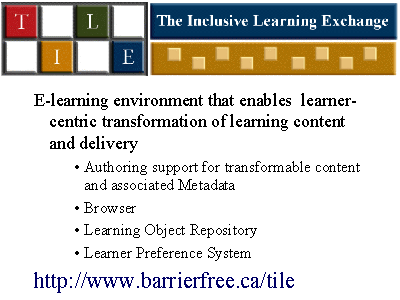 T L The Inclusive Learning Exchange
I E
E-learning environment that enables learner-
centric transformation of learning content
and delivery
• Authoring support for transformable content
and associated Metadata
• Browser
• Learning Object Repository
• Learner Preference System
http://www.barrierfree.ca/tile